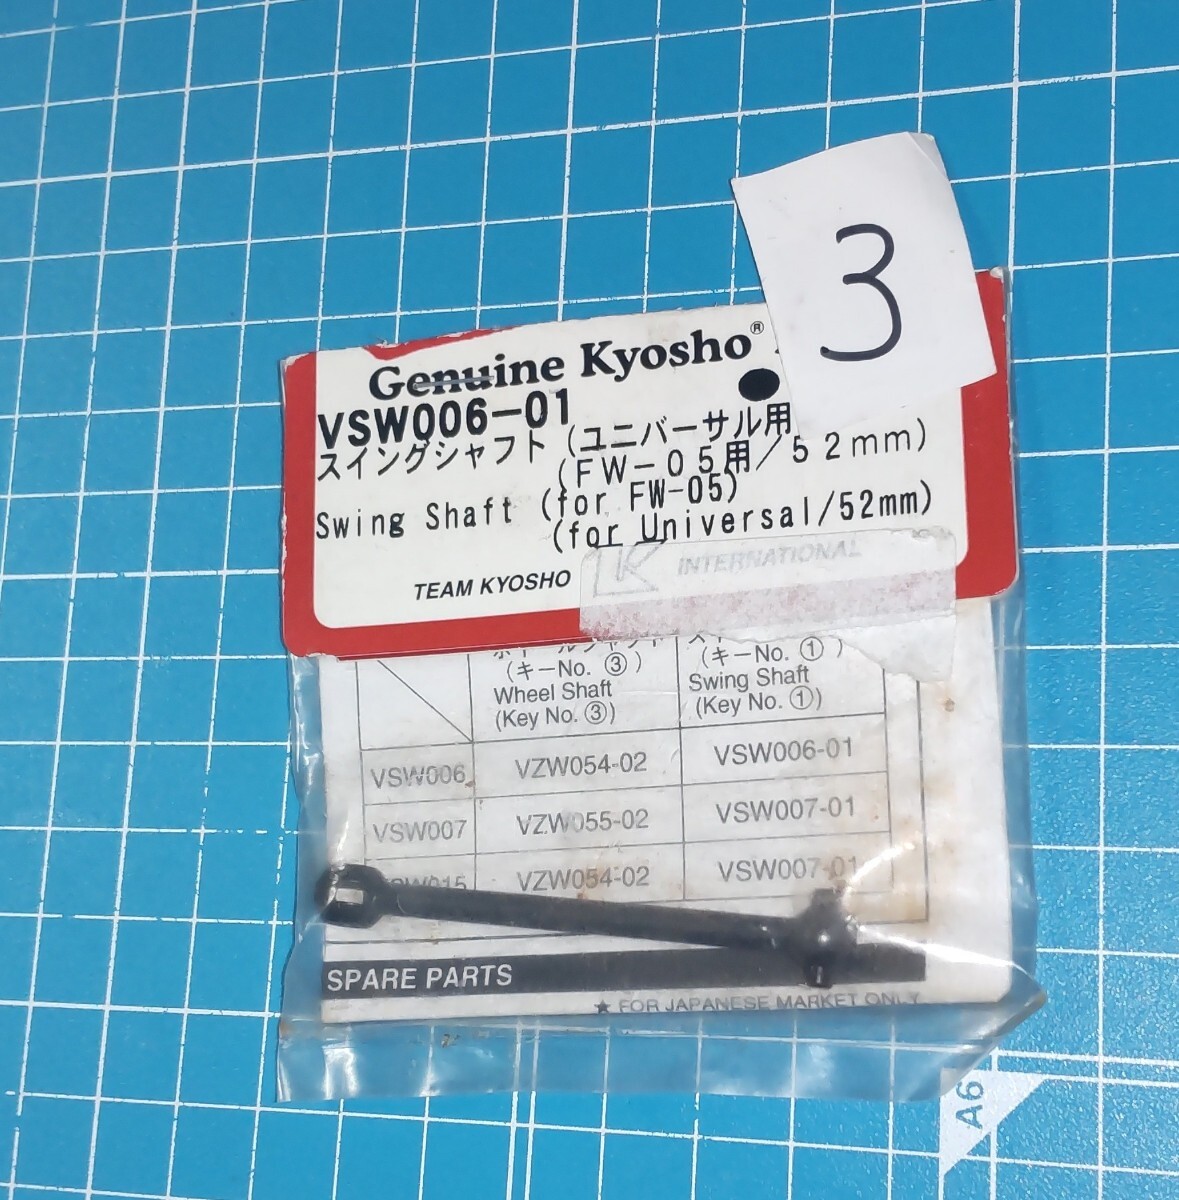 3
Genuine Kyosho®
VSW006-01
スイングシャフト (ユニバーサル用
(FW-05用/52mm)
Swing Shaft (for FW-05)
(for Universal/52mm)
TEAM KYOSHO INTERNATIONAL
(キーNo. ③)
Wheel Shaft
(Key No. ③)
(キーNo. ①)
Swing Shaft
(Key No. ①)
VSW006 VZW054-02 VSW006-01
VSW007 VZW055-02 VSW007-01
VZW054-02 VSW007-01
SPARE PARTS
★ FOR JAPANESE MARKET ONLY
A6